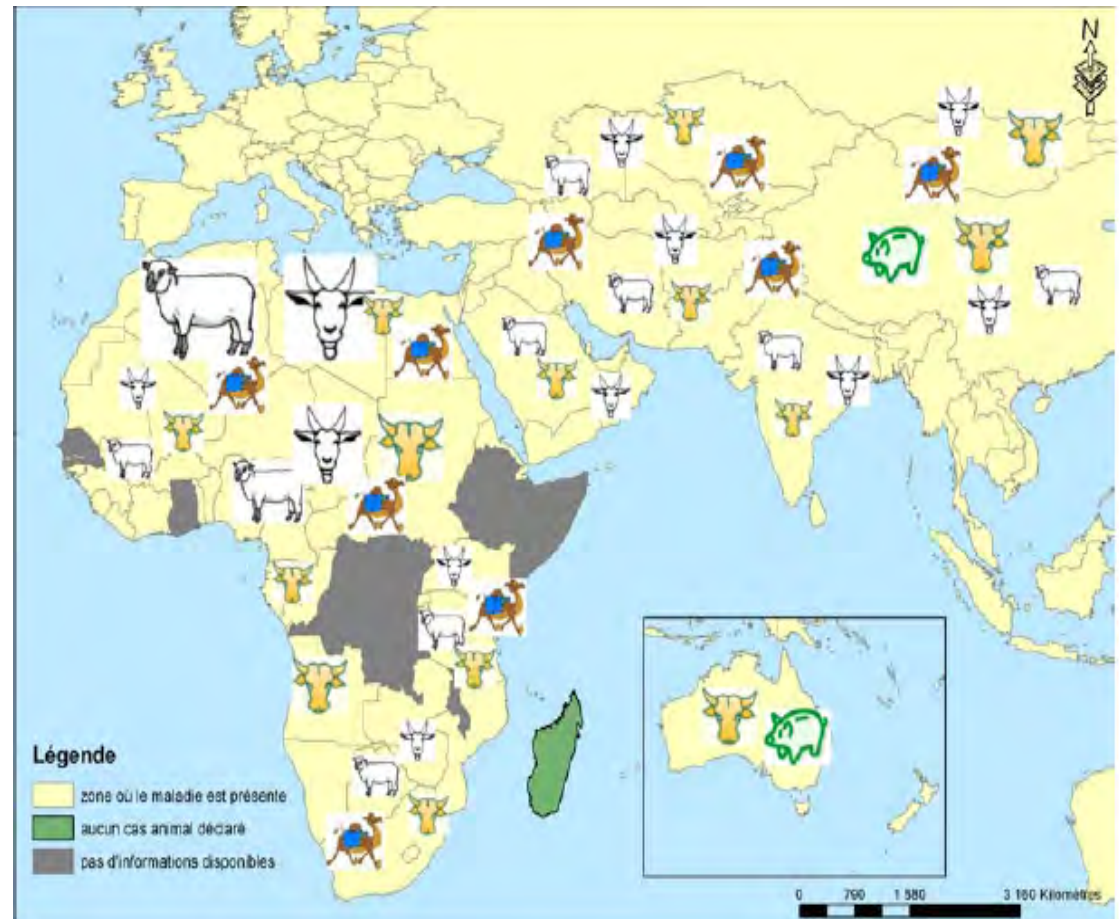 N
Légende
zone où le maladie est présente
aucun cas animal déclaré
pas d'informations disponibles
0 790 1 580 3 160 Kilomètres